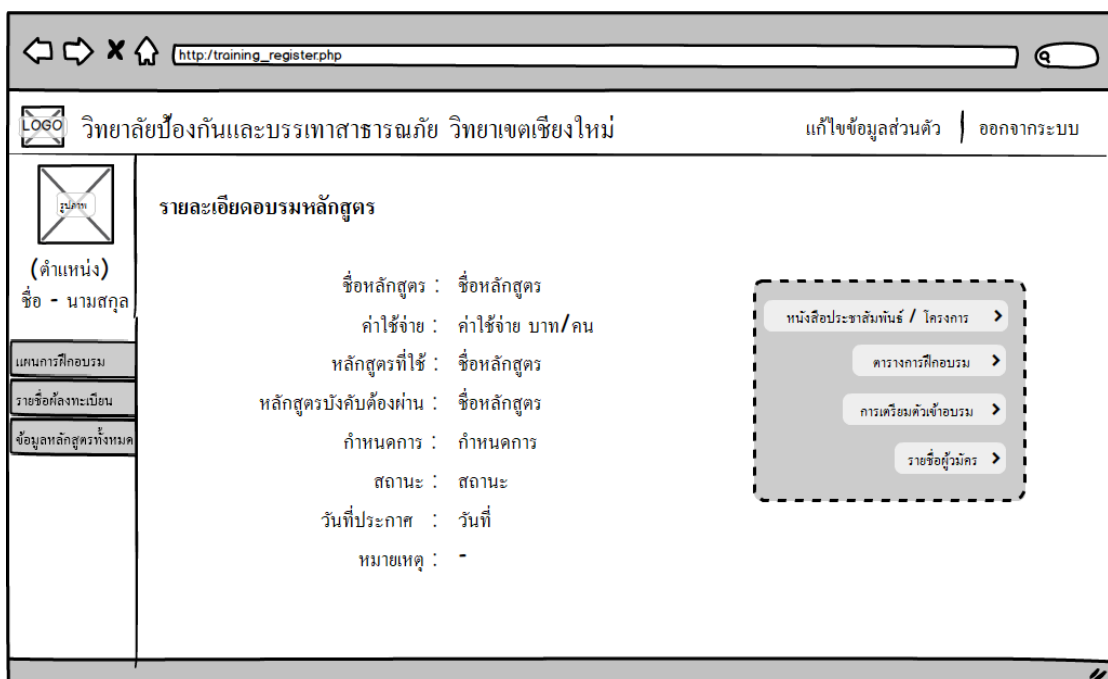 http:/training_register.php
LOGO วิทยาลัยป้องกันและบรรเทาสาธารณภัย วิทยาเขตเชียงใหม่ แก้ไขข้อมูลส่วนตัว ออกจากระบบ
รูปภาพ
(ตำแหน่ง)
ชื่อ - นามสกุล
แผนการฝึกอบรม
รายชื่อผู้ลงทะเบียน
ข้อมูลหลักสูตรทั้งหมด
รายละเอียดอบรมหลักสูตร
ชื่อหลักสูตร : ชื่อหลักสูตร
ค่าใช้จ่าย : ค่าใช้จ่าย บาท/คน
หลักสูตรที่ใช้ : ชื่อหลักสูตร
หลักสูตรบังคับต้องผ่าน : ชื่อหลักสูตร
กำหนดการ : กำหนดการ
สถานะ : สถานะ
วันที่ประกาศ : วันที่
หมายเหตุ : -
หนังสือประชาสัมพันธ์ / โครงการ
ตารางการฝึกอบรม
การเตรียมตัวเข้าอบรม
รายชื่อผู้วมัคร